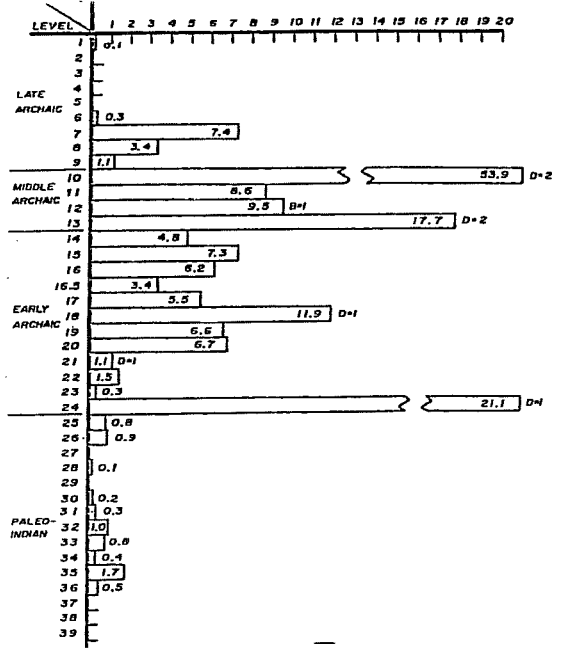 LEVEL 1 2 3 4 5 6 7 8 9 10 11 12 13 14 15 16 17 18 19 20
1 0.1
2
3
LATE
4
ARCHAIC
5
6 0.3
7 7.4
8 3.4
9 1.1
10 53.9 D=2
MIDDLE
ARCHAIC
11 8.6
12 9.5 B=1
13 17.7 D=2
14 4.8
15 7.3
16 6.2
16.5 3.4
EARLY
ARCHAIC
17 5.5
18 11.9 D=1
19 6.6
20 6.7
21 1.1 D=1
22 1.5
23 0.3
24 21.1 D=1
25 0.8
26 0.9
27
28 0.1
29
30 0.2
31 0.3
PALEO-
INDIAN
32 1.0
33 0.8
34 0.4
35 1.7
36 0.5
37
38
39